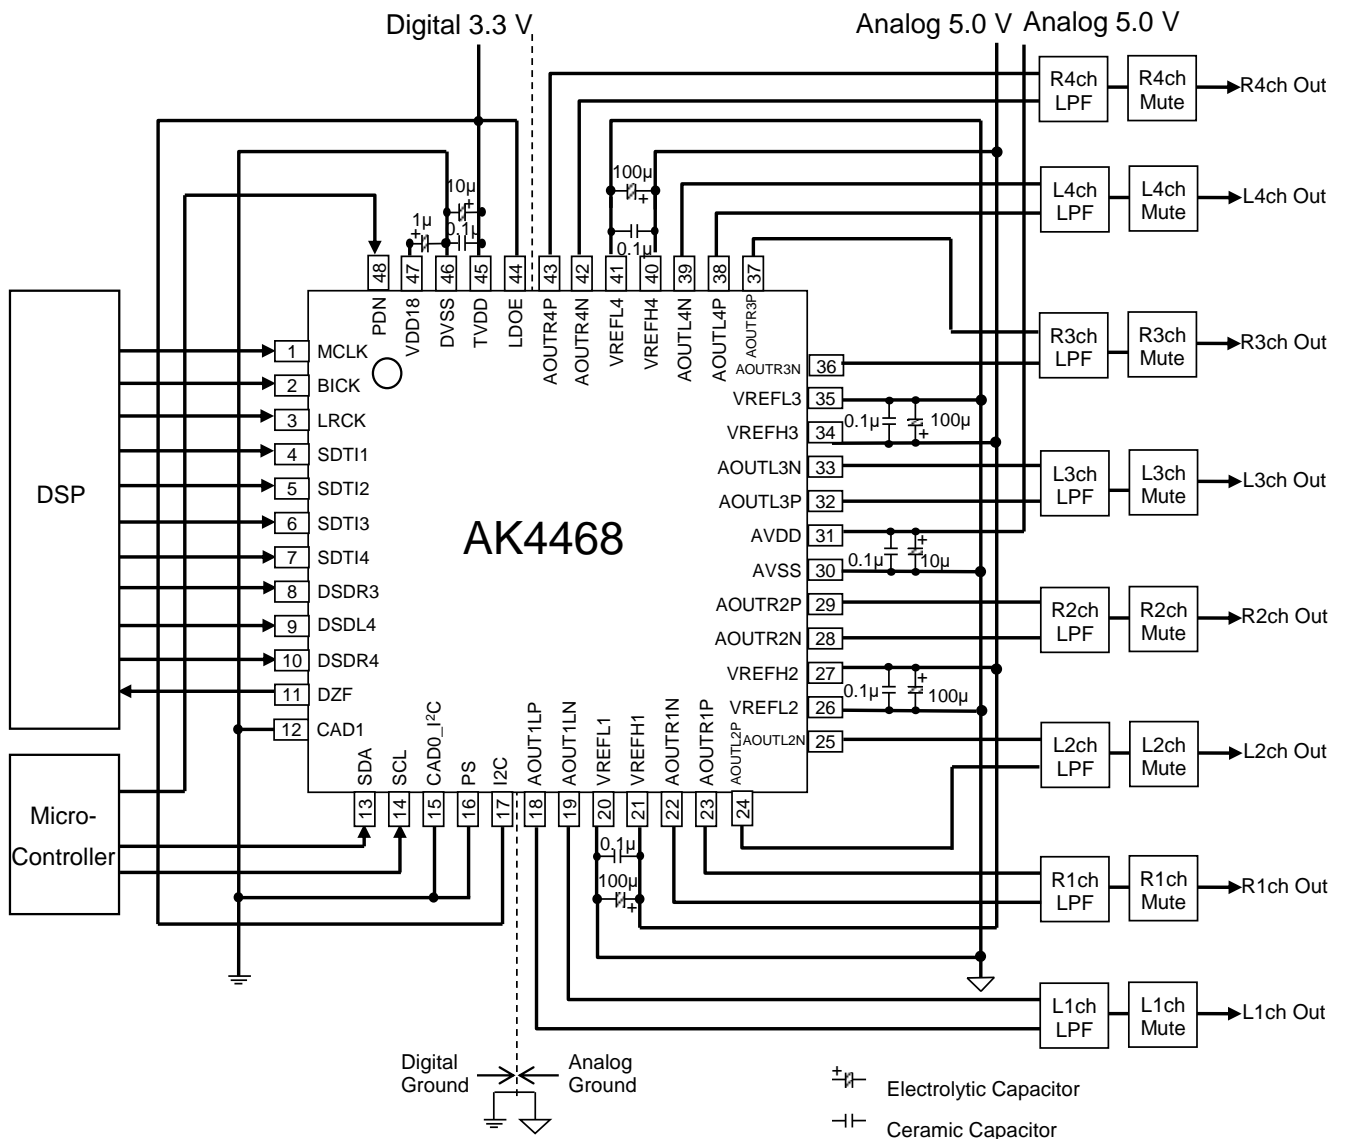 Digital 3.3 V
Analog 5.0 V
Analog 5.0 V
R4ch LPF
R4ch Mute
R4ch Out
L4ch LPF
L4ch Mute
L4ch Out
R3ch LPF
R3ch Mute
R3ch Out
L3ch LPF
L3ch Mute
L3ch Out
R2ch LPF
R2ch Mute
R2ch Out
L2ch LPF
L2ch Mute
L2ch Out
R1ch LPF
R1ch Mute
R1ch Out
L1ch LPF
L1ch Mute
L1ch Out
10µ
1µ
0.1µ
100µ
0.1µ
48 PDN
47 VDD18
46 DVSS
45 TVDD
44 LDOE
43 AOUTR4P
42 AOUTR4N
41 VREFL4
40 VREFH4
39 AOUTL4N
38 AOUTL4P
37 AOUTR3P
DSP
1 MCLK
2 BICK
3 LRCK
4 SDTI1
5 SDTI2
6 SDTI3
7 SDTI4
8 DSDR3
9 DSDL4
10 DSDR4
11 DZF
12 CAD1
AK4468
AOUTR3N 36
VREFL3 35
0.1µ
100µ
VREFH3 34
AOUTL3N 33
AOUTL3P 32
AVDD 31
0.1µ
10µ
AVSS 30
AOUTR2P 29
AOUTR2N 28
VREFH2 27
0.1µ
100µ
VREFL2 26
AOUTL2N 25
Micro-
Controller
SDA 13
SCL 14
CAD0_I²C 15
PS 16
I2C 17
AOUT1LP 18
AOUT1LN 19
VREFL1 20
VREFH1 21
AOUTR1N 22
AOUTR1P 23
AOUTL2P 24
0.1µ
100µ
Digital
Ground
Analog
Ground
Electrolytic Capacitor
Ceramic Capacitor